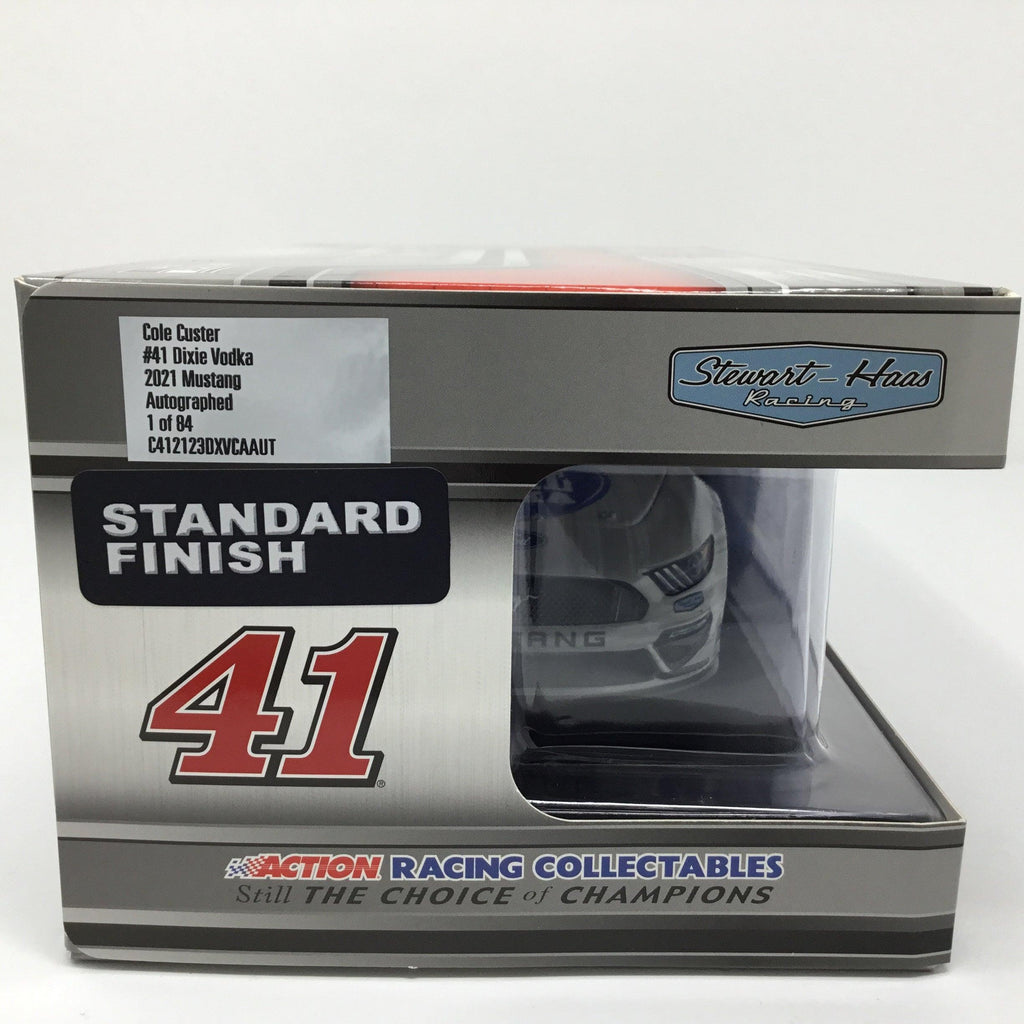 Cole Custer
#41 Dixie Vodka
2021 Mustang
Autographed
1 of 84
C412123DXVCAAUT
Stewart-Haas
Racing
STANDARD
FINISH
ANG
41®
ACTION RACING COLLECTABLES
Still THE CHOICE of CHAMPIONS